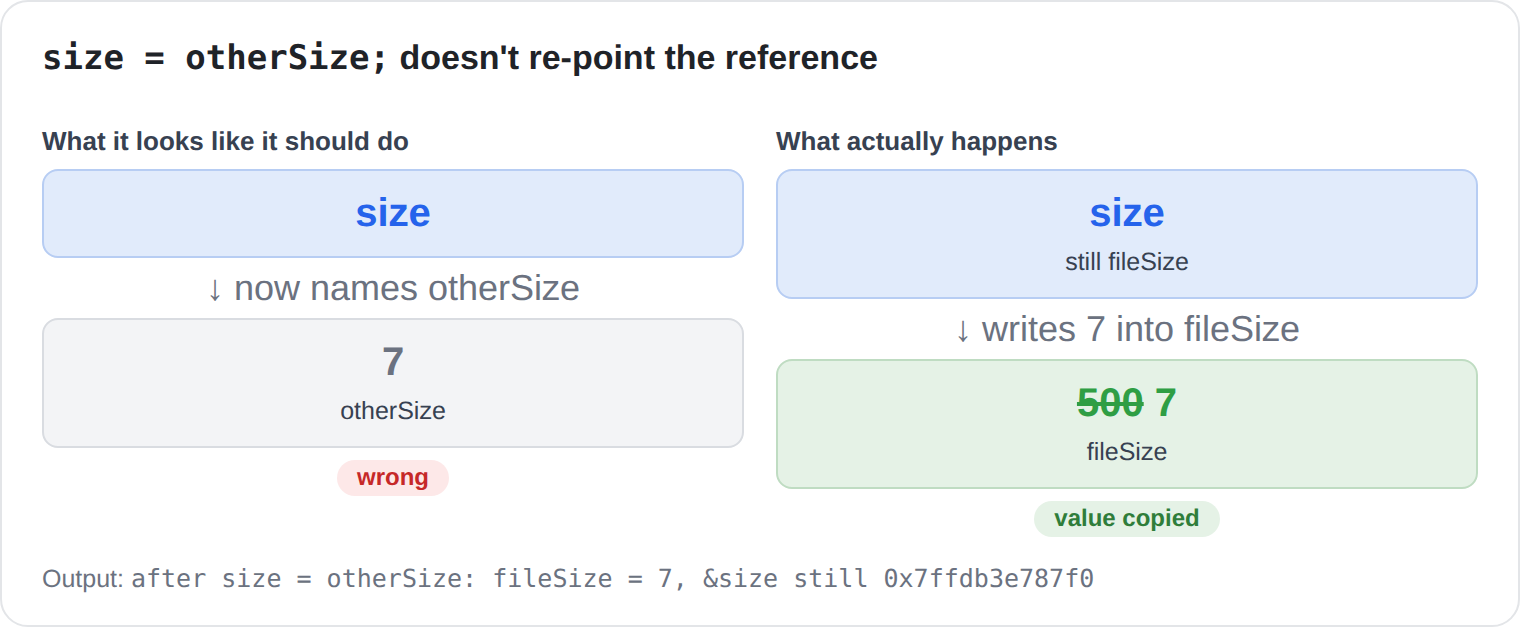 size = otherSize; doesn't re-point the reference
What it looks like it should do
size
↓ now names otherSize
7
otherSize
wrong
What actually happens
size
still fileSize
↓ writes 7 into fileSize
500 7
fileSize
value copied
Output: after size = otherSize: fileSize = 7, &size still 0x7ffdb3e787f0